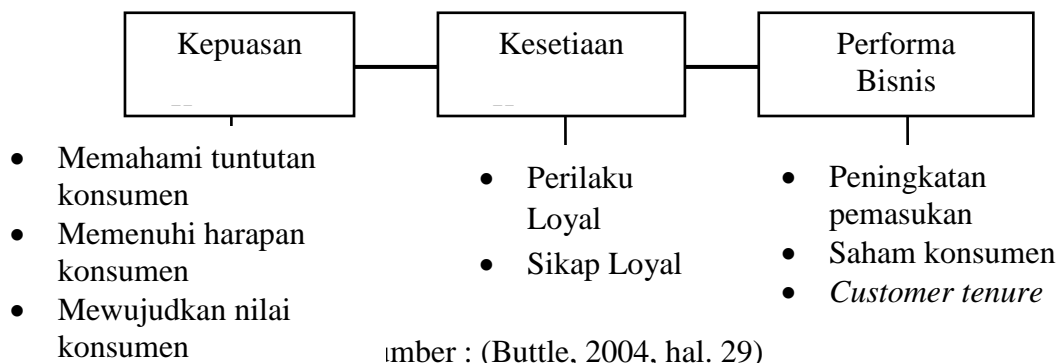 Kepuasan
Kesetiaan
Performa
Bisnis
• Memahami tuntutan
konsumen
• Memenuhi harapan
konsumen
• Mewujudkan nilai
konsumen
• Perilaku
Loyal
• Sikap Loyal
• Peningkatan
pemasukan
• Saham konsumen
• Customer tenure
: (Buttle, 2004, hal. 29)